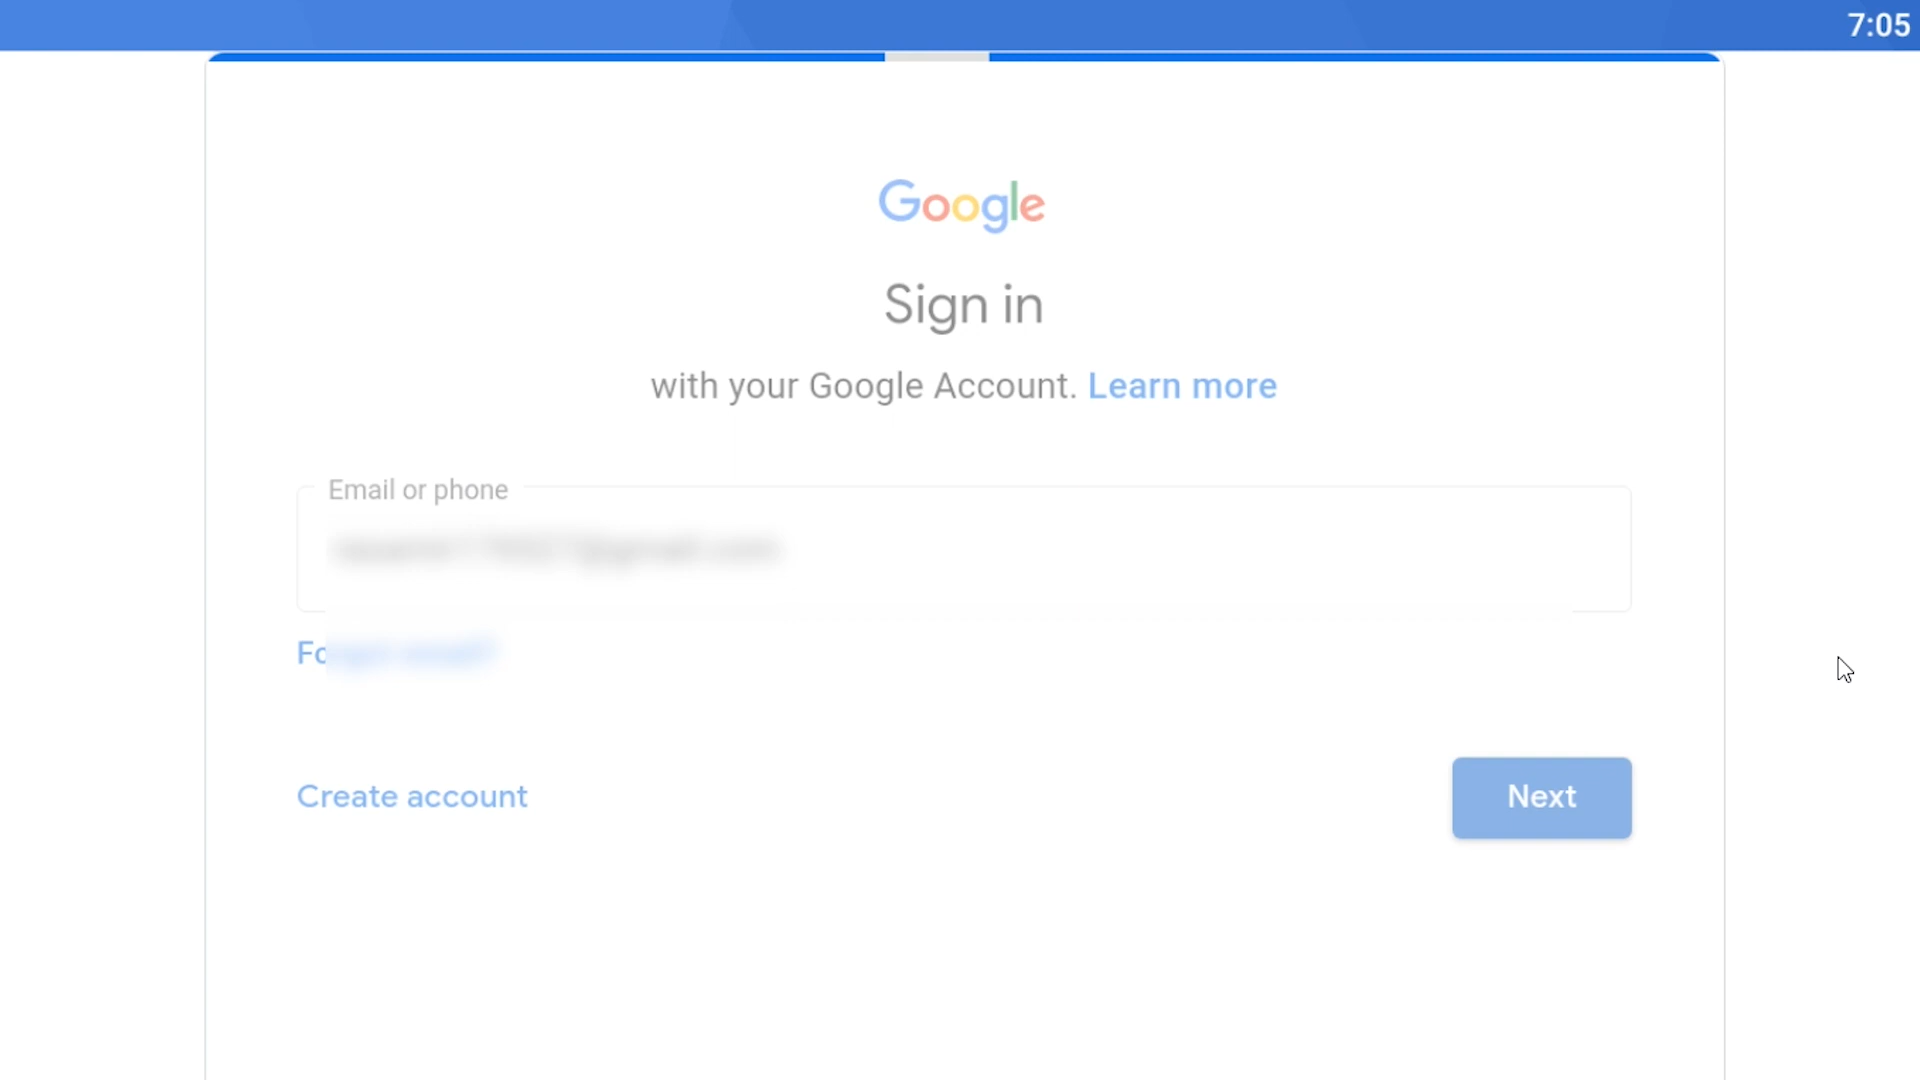 7:05
Google
Sign in
with your Google Account. Learn more
Email or phone
Create account
Next